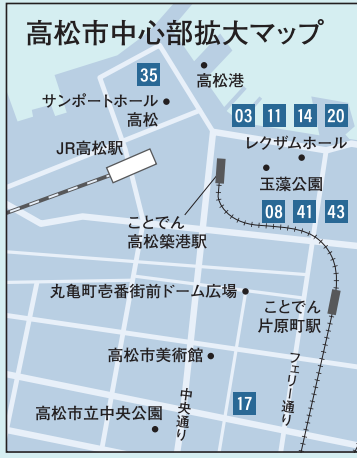 高松市中心部拡大マップ
35
高松港
サンポートホール
高松
03 11 14 20
JR高松駅
レクザムホール
玉藻公園
ことでん
高松築港駅
08 41 43
丸亀町壱番街前ドーム広場
ことでん
片原町駅
高松市美術館
フェリー通り
中央通り
17
高松市立中央公園